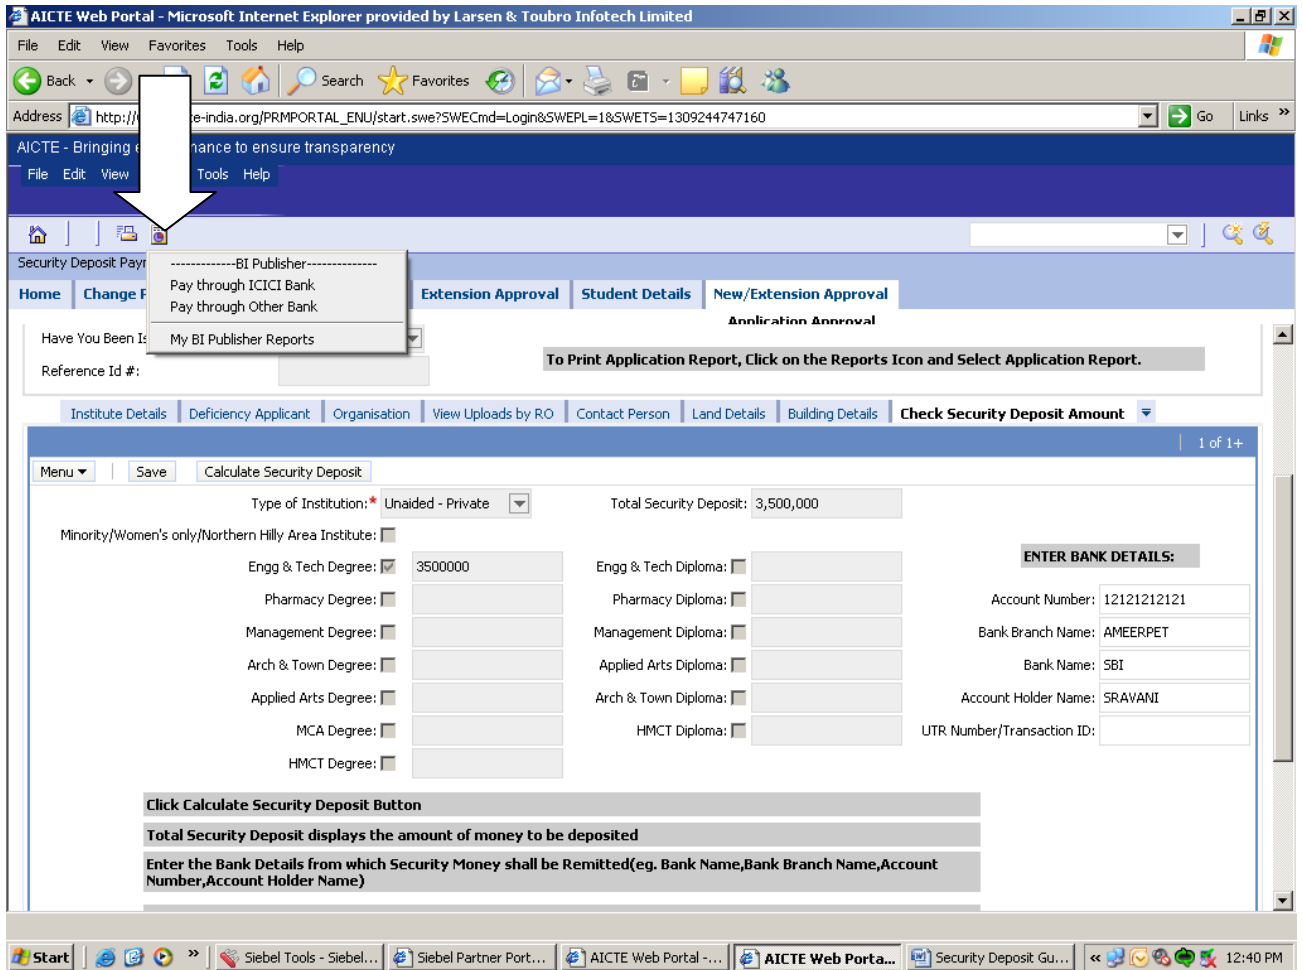 AICTE Web Portal - Microsoft Internet Explorer provided by Larsen & Toubro Infotech Limited
File Edit View Favorites Tools Help
Back Search Favorites
Address http:// e-india.org/PRMPORTAL_ENU/start.swe?SWECmd=Login&SWEPL=1&SWETS=1309244747160 Go Links »
AICTE - Bringing nance to ensure transparency
File Edit View Tools Help
Security Deposit
-------------BI Publisher--------------
Pay through ICICI Bank
Pay through Other Bank
My BI Publisher Reports
Home Change Extension Approval Student Details New/Extension Approval
Application Approval
Have You Been
To Print Application Report, Click on the Reports Icon and Select Application Report.
Reference Id #:
Institute Details Deficiency Applicant Organisation View Uploads by RO Contact Person Land Details Building Details Check Security Deposit Amount
1 of 1+
Menu Save Calculate Security Deposit
Type of Institution:* Unaided - Private Total Security Deposit: 3,500,000
Minority/Women's only/Northern Hilly Area Institute:
ENTER BANK DETAILS:
Engg & Tech Degree: 3500000 Engg & Tech Diploma:
Pharmacy Degree: Pharmacy Diploma: Account Number: 12121212121
Management Degree: Management Diploma: Bank Branch Name: AMEERPET
Arch & Town Degree: Applied Arts Diploma: Bank Name: SBI
Applied Arts Degree: Arch & Town Diploma: Account Holder Name: SRAVANI
MCA Degree: HMCT Diploma: UTR Number/Transaction ID:
HMCT Degree:
Click Calculate Security Deposit Button
Total Security Deposit displays the amount of money to be deposited
Enter the Bank Details from which Security Money shall be Remitted(eg. Bank Name,Bank Branch Name,Account
Number,Account Holder Name)
Start » Siebel Tools - Siebel... Siebel Partner Port... AICTE Web Portal -... AICTE Web Porta... Security Deposit Gu... « 12:40 PM